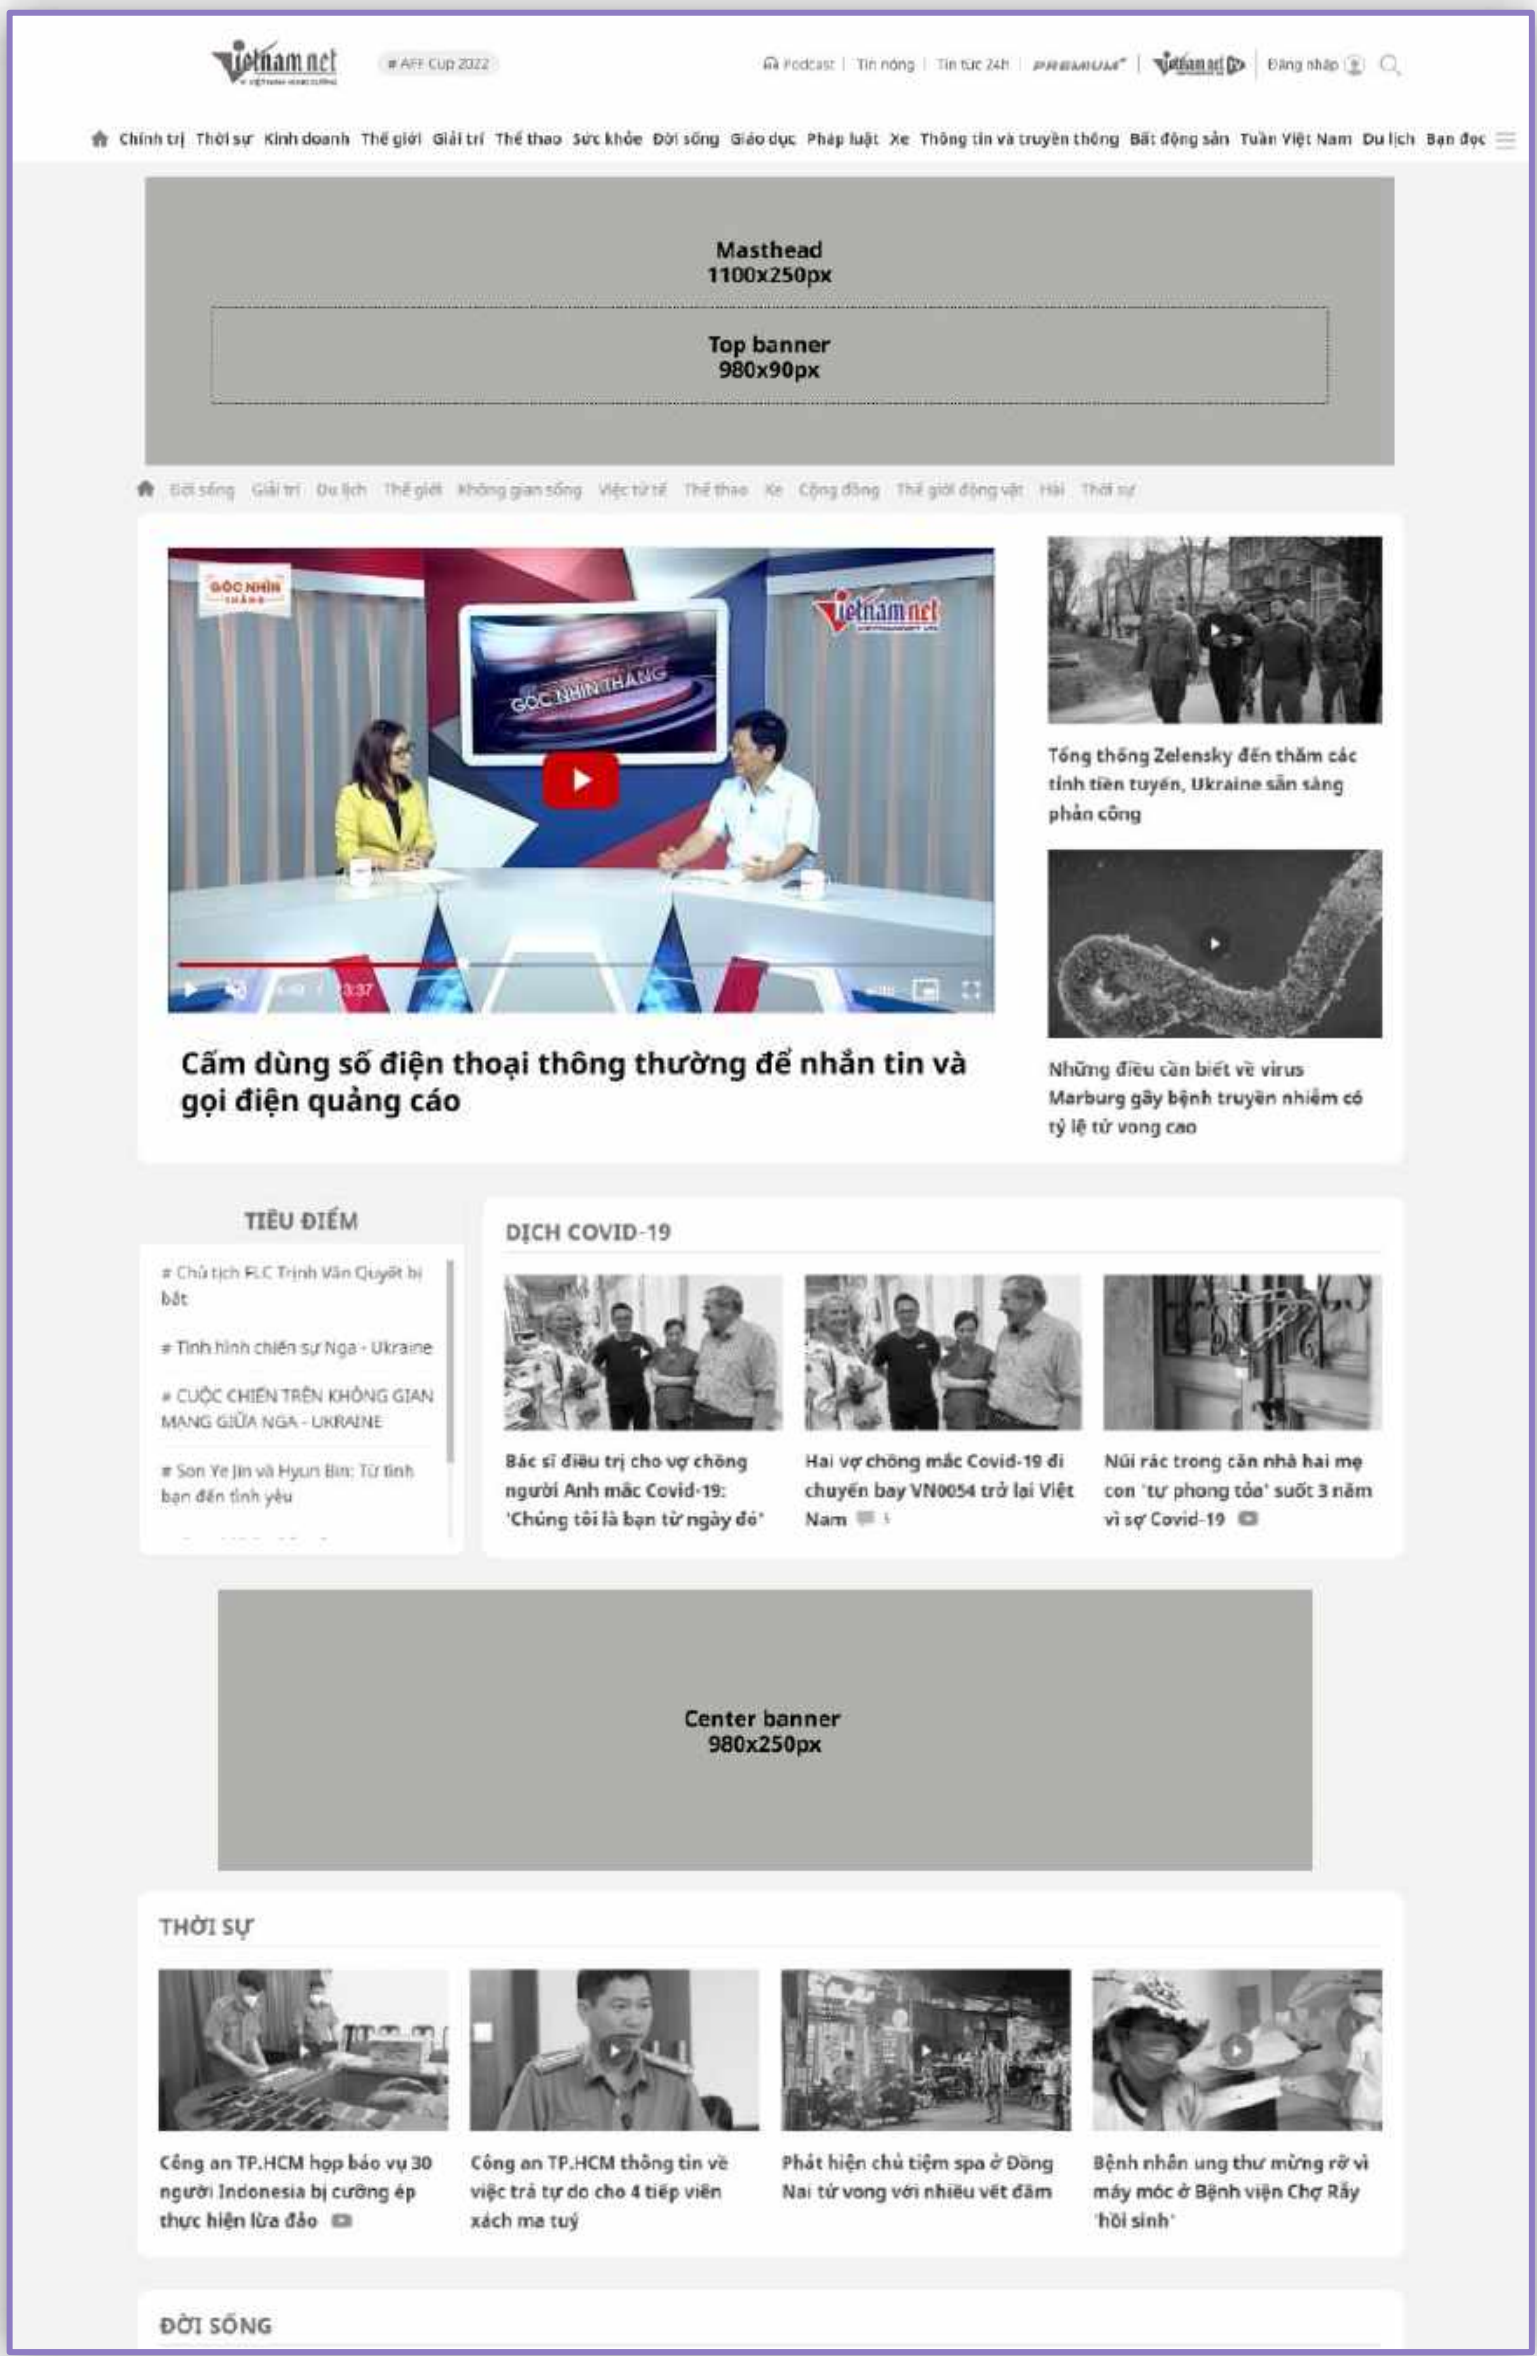 Vietnamnet
# AFF Cup 2022
Podcast | Tin nóng | Tin tức 24h | PREMIUM | Vietnamnet | Đăng nhập
Chính trị Thời sự Kinh doanh Thế giới Giải trí Thể thao Sức khỏe Đời sống Giáo dục Pháp luật Xe Thông tin và truyền thông Bất động sản Tuần Việt Nam Du lịch Bạn đọc
Masthead
1100x250px
Top banner
980x90px
Đời sống Giải trí Du lịch Thế giới Không gian sống Việc tử tế Thể thao Xe Cộng đồng Thế giới động vật Hài Thời sự
GÓC NHÌN
THẲNG
Vietnamnet
GÓC NHÌN THẲNG
Cấm dùng số điện thoại thông thường để nhắn tin và
gọi điện quảng cáo
Tổng thống Zelensky đến thăm các
tỉnh tiền tuyến, Ukraine sẵn sàng
phản công
Những điều cần biết về virus
Marburg gây bệnh truyền nhiễm có
tỷ lệ tử vong cao
TIÊU ĐIỂM
# Chủ tịch FLC Trịnh Văn Quyết bị
bắt
# Tình hình chiến sự Nga - Ukraine
# CUỘC CHIẾN TRÊN KHÔNG GIAN
MẠNG GIỮA NGA - UKRAINE
# Son Ye Jin và Hyun Bin: Từ tình
bạn đến tình yêu
DỊCH COVID-19
Bác sĩ điều trị cho vợ chồng
người Anh mắc Covid-19:
'Chúng tôi là bạn từ ngày đó'
Hai vợ chồng mắc Covid-19 đi
chuyến bay VN0054 trở lại Việt
Nam
Núi rác trong căn nhà hai mẹ
con 'tự phong tỏa' suốt 3 năm
vì sợ Covid-19
Center banner
980x250px
THỜI SỰ
Công an TP.HCM họp báo vụ 30
người Indonesia bị cưỡng ép
thực hiện lừa đảo
Công an TP.HCM thông tin về
việc trả tự do cho 4 tiếp viên
xách ma tuý
Phát hiện chủ tiệm spa ở Đồng
Nai tử vong với nhiều vết đâm
Bệnh nhân ung thư mừng rỡ vì
máy móc ở Bệnh viện Chợ Rẫy
'hồi sinh'
ĐỜI SỐNG